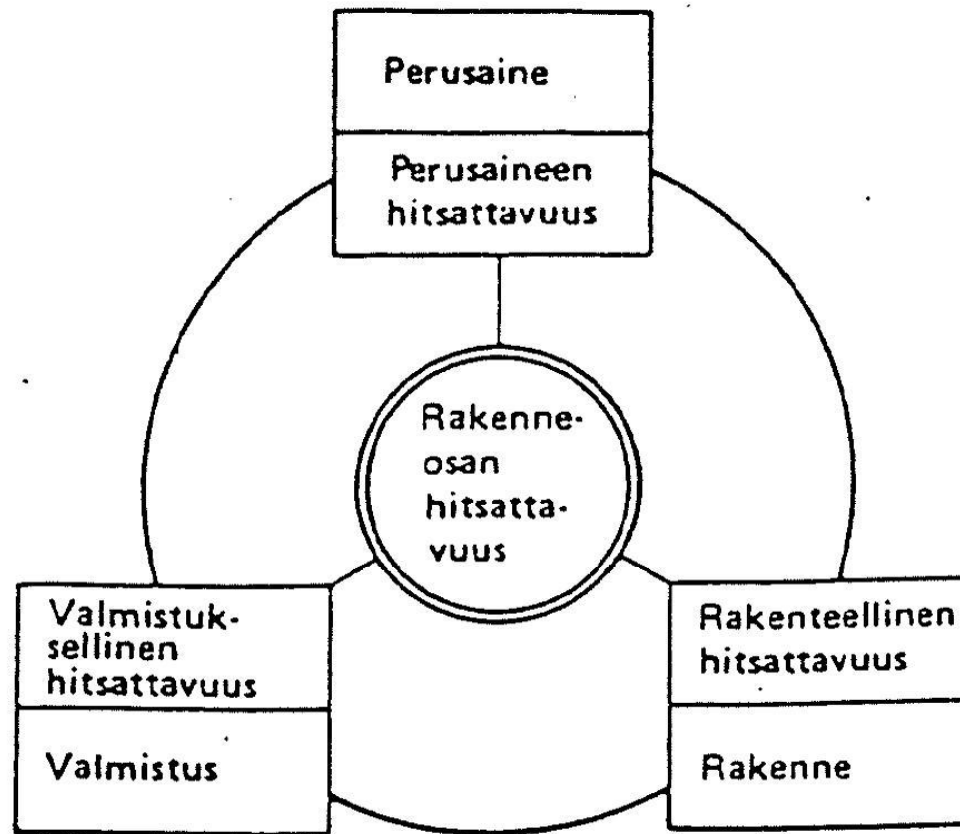 Perusaine
Perusaineen
hitsattavuus
Rakenne-
osan
hitsatta-
vuus
Valmistuk-
sellinen
hitsattavuus
Valmistus
Rakenteellinen
hitsattavuus
Rakenne